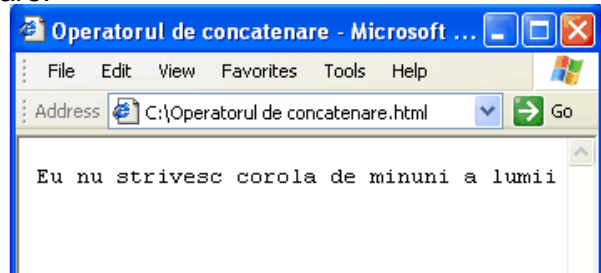 Operatorul de concatenare - Microsoft ...
File Edit View Favorites Tools Help
Address C:\Operatorul de concatenare.html Go
Eu nu strivesc corola de minuni a lumii